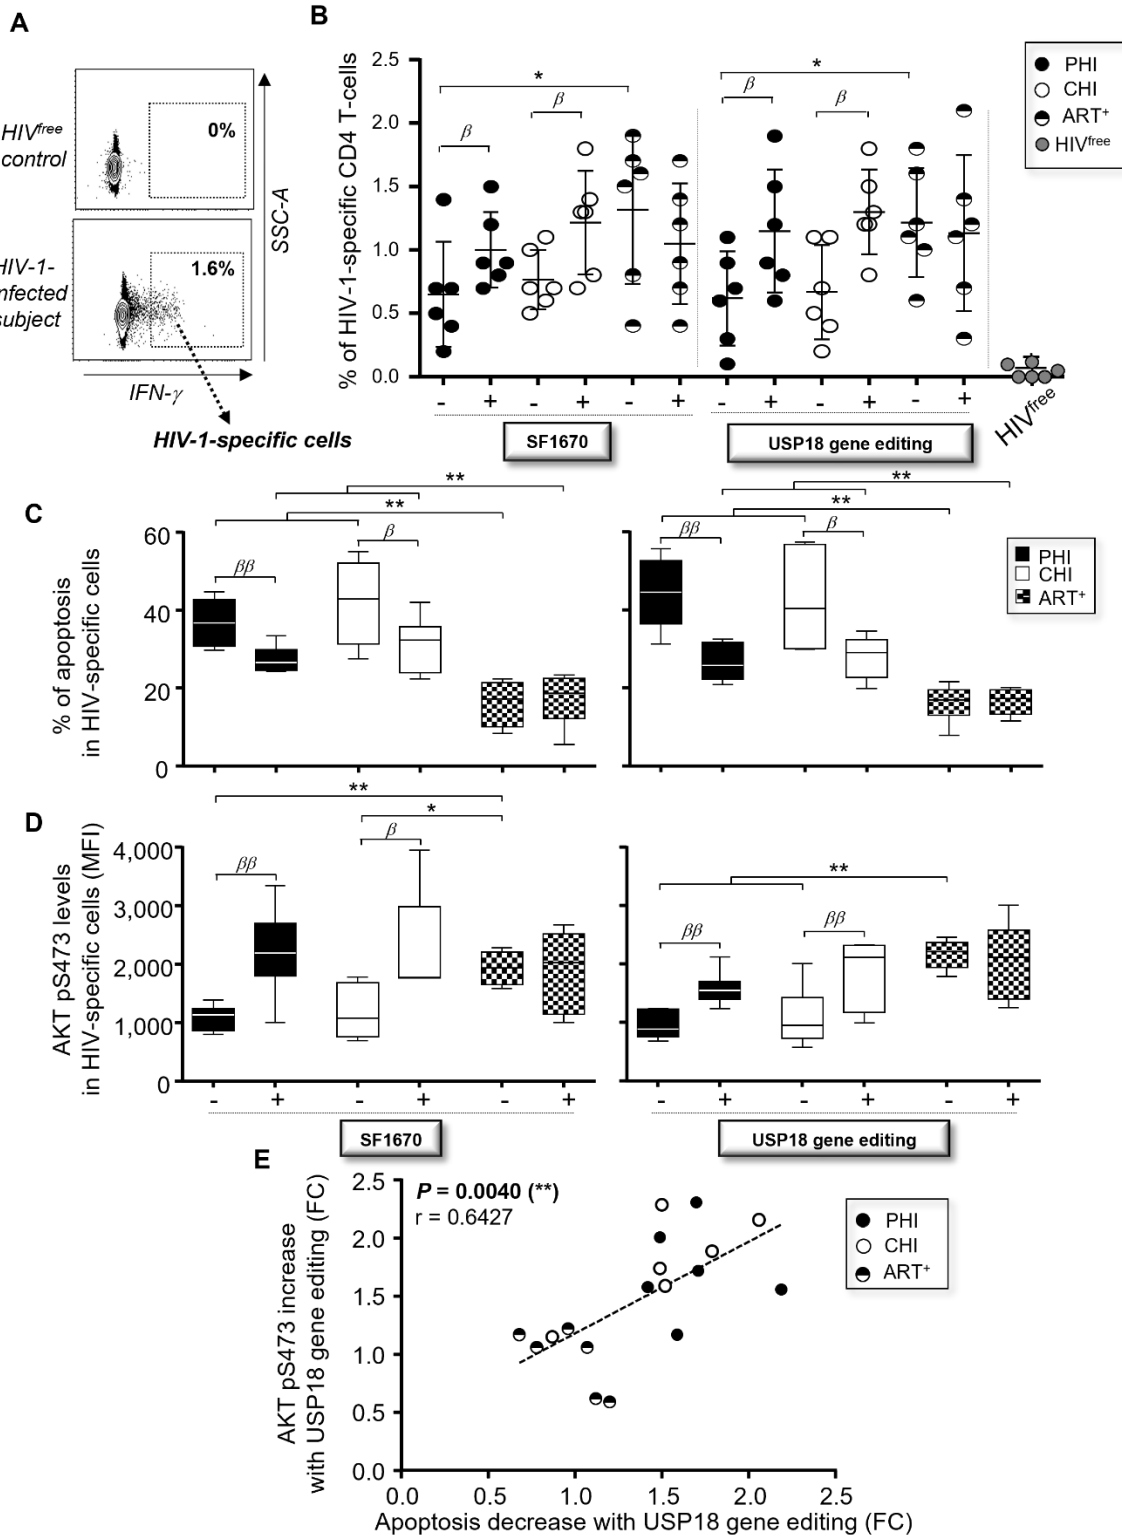 A
HIVfree
control
0%
SSC-A
HIV-1-
nfected
subject
1.6%
IFN-γ
HIV-1-specific cells
B
% of HIV-1-specific CD4 T-cells
2.5
2.0
1.5
1.0
0.5
0.0
* β β * β β
- + - + - + - + - + - +
SF1670
USP18 gene editing
HIVfree
PHI
CHI
ART+
HIVfree
C
% of apoptosis
in HIV-specific cells
60
40
20
0
** ** ββ β
** ** ββ β
PHI
CHI
ART+
D
AKT pS473 levels
in HIV-specific cells (MFI)
4,000
3,000
2,000
1,000
0
** * β ββ
** ββ ββ
- + - + - + - + - + - +
SF1670
USP18 gene editing
E
AKT pS473 increase
with USP18 gene editing (FC)
2.5
2.0
1.5
1.0
0.5
0.0
P = 0.0040 (**)
r = 0.6427
PHI
CHI
ART+
0.0 0.5 1.0 1.5 2.0 2.5
Apoptosis decrease with USP18 gene editing (FC)